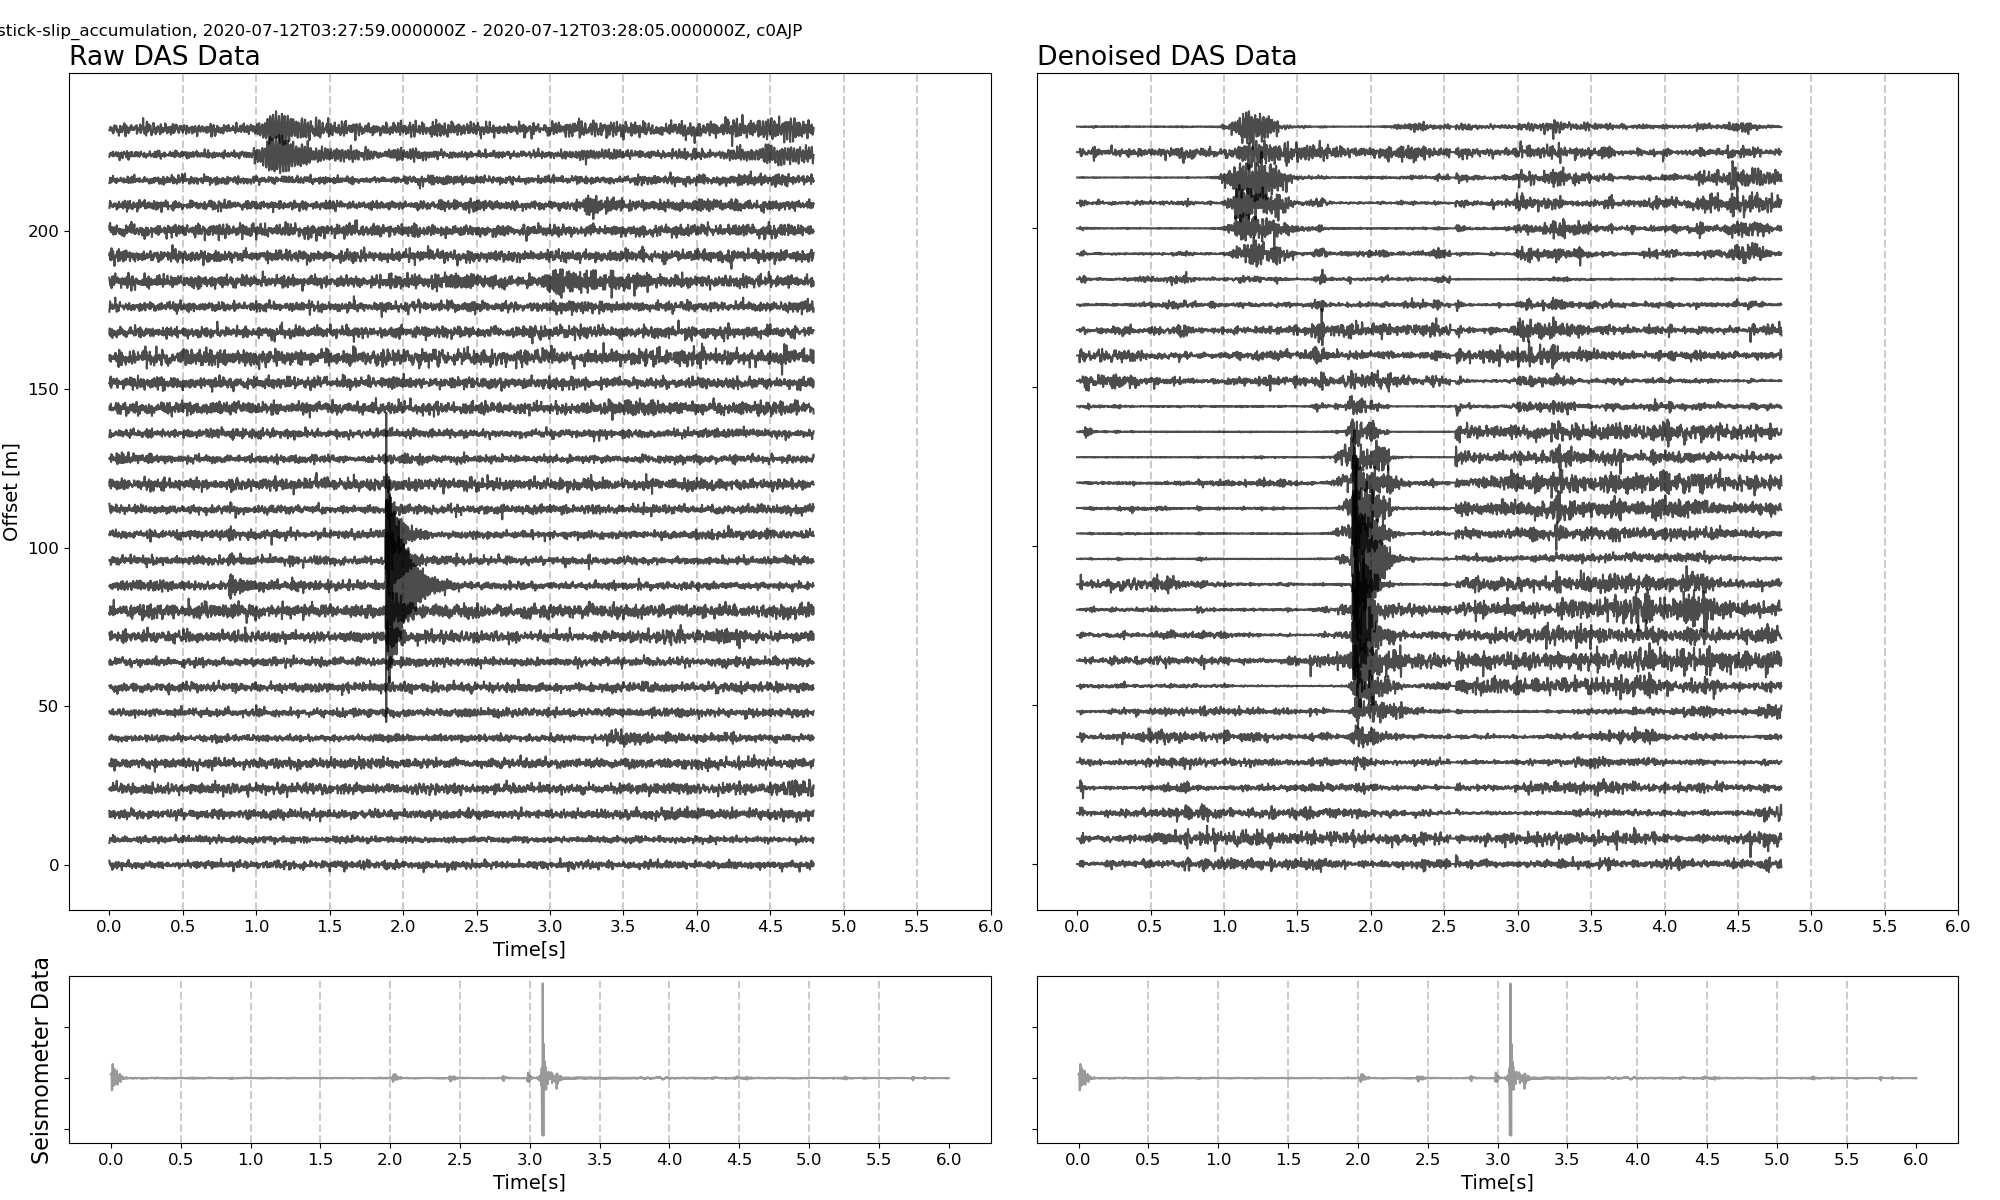 stick-slip_accumulation, 2020-07-12T03:27:59.000000Z - 2020-07-12T03:28:05.000000Z, c0AJP
Raw DAS Data
Denoised DAS Data
Offset [m]
200
150
100
50
0
0.0 0.5 1.0 1.5 2.0 2.5 3.0 3.5 4.0 4.5 5.0 5.5 6.0
Time[s]
0.0 0.5 1.0 1.5 2.0 2.5 3.0 3.5 4.0 4.5 5.0 5.5 6.0
Seismometer Data
0.0 0.5 1.0 1.5 2.0 2.5 3.0 3.5 4.0 4.5 5.0 5.5 6.0
Time[s]
0.0 0.5 1.0 1.5 2.0 2.5 3.0 3.5 4.0 4.5 5.0 5.5 6.0
Time[s]